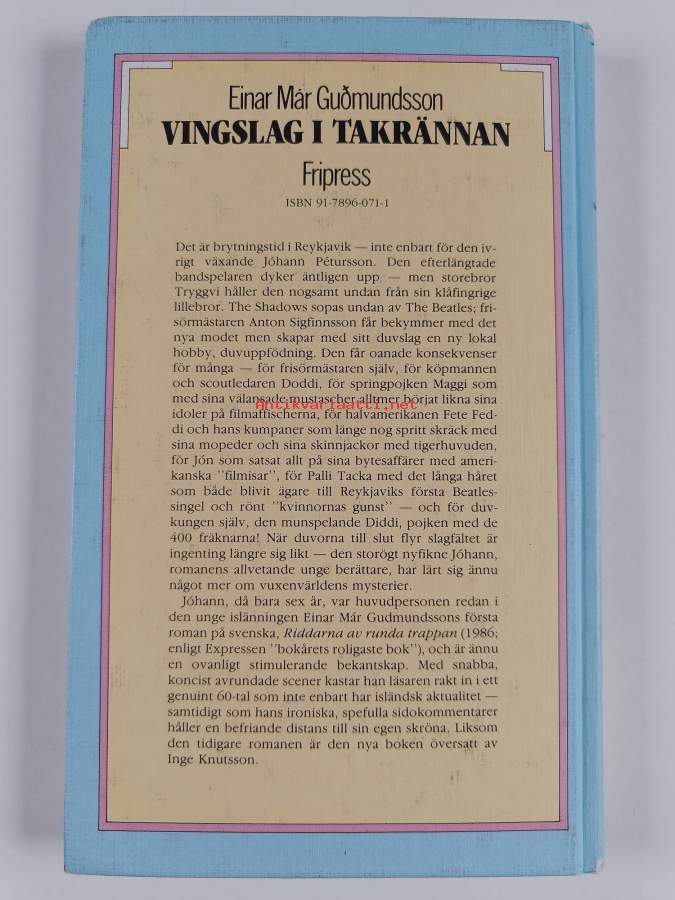 Einar Már Guðmundsson
VINGSLAG I TAKRÄNNAN
Fripress
ISBN 91-7896-071-1
Det är brytningstid i Reykjavík — inte enbart för den iv-
rigt växande Jóhann Pétursson. Den efterlängtade
bandspelaren dyker äntligen upp — men storebror
Tryggvi håller den nogsamt undan från sin klåfingrige
lillebror. The Shadows sopas undan av The Beatles; fri-
sörmästaren Anton Sigfinnsson får bekymmer med det
nya modet men skapar med sitt duvslag en ny lokal
hobby, duvuppfödning. Den får oanade konsekvenser
för många — för frisörmästaren själv, för köpmannen
och scoutledaren Doddi, för springpojken Maggi som
med sina välansade mustascher alltmer börjat likna sina
Antikvariaatti.net
idoler på filmaffischerna, för halvamerikanen Fete Fed-
di och hans kumpaner som länge nog spritt skräck med
sina mopeder och sina skinnjackor med tigerhuvuden,
för Jón som satsat allt på sina bytesaffärer med ameri-
kanska "filmisar", för Palli Tacka med det långa håret
som både blivit ägare till Reykjaviks första Beatles-
singel och rönt "kvinnornas gunst" — och för duv-
kungen själv, den munspelande Diddi, pojken med de
400 fräknarna! När duvorna till slut flyr slagfältet är
ingenting längre sig likt — den storögt nyfikne Jóhann,
romanens allvetande unge berättare, har lärt sig ännu
något mer om vuxenvärldens mysterier.
Jóhann, då bara sex år, var huvudpersonen redan i
den unge islänningen Einar Már Gudmundssons första
roman på svenska, Riddarna av runda trappan (1986;
enligt Expressen "bokårets roligaste bok"), och är ännu
en ovanligt stimulerande bekantskap. Med snabba,
koncist avrundade scener kastar han läsaren rakt in i ett
genuint 60-tal som inte enbart har isländsk aktualitet —
samtidigt som hans ironiska, spefulla sidokommentarer
håller en befriande distans till sin egen skröna. Liksom
den tidigare romanen är den nya boken översatt av
Inge Knutsson.